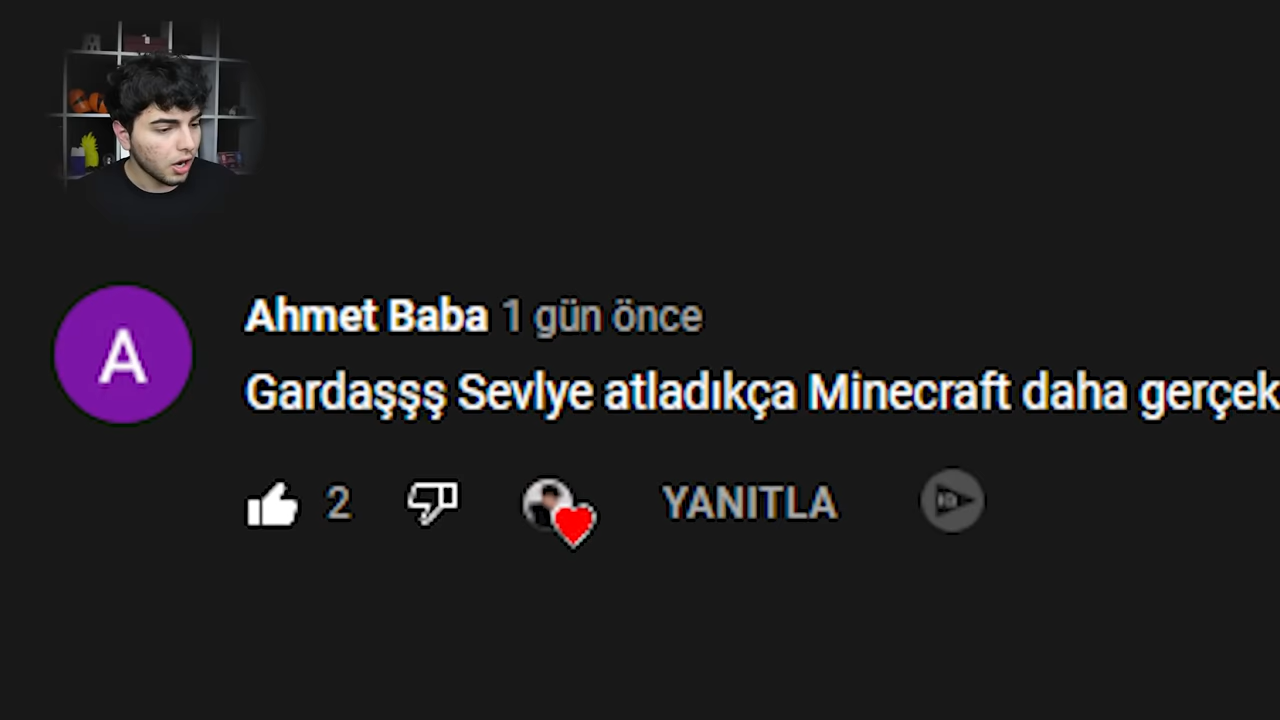 A
Ahmet Baba 1 gün önce
Gardaşşş Sevlye atladıkça Minecraft daha gerçek
2
YANITLA